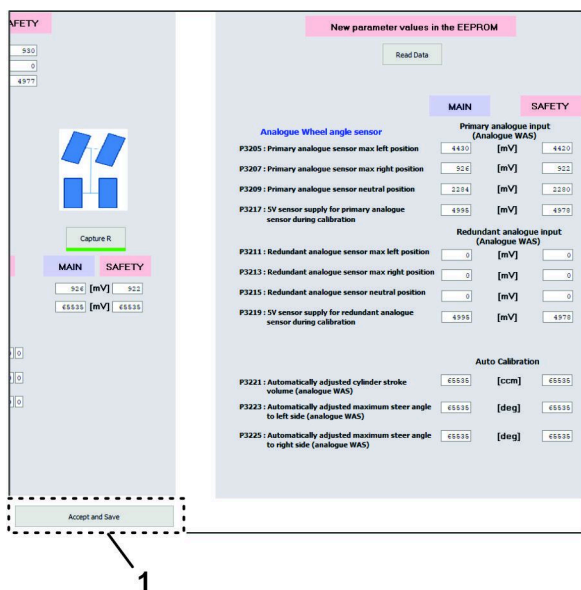 AFETY
930
0
4977
Capture R
MAIN SAFETY
926 [mV] 922
65535 [mV] 65535
0 0
0 0
Accept and Save
1
New parameter values in the EEPROM
Read Data
MAIN SAFETY
Analogue Wheel angle sensor
Primary analogue input
(Analogue WAS)
P3205 : Primary analogue sensor max left position 4430 [mV] 4420
P3207 : Primary analogue sensor max right position 926 [mV] 922
P3209 : Primary analogue sensor neutral position 2284 [mV] 2280
P3217 : 5V sensor supply for primary analogue
sensor during calibration 4995 [mV] 4978
Redundant analogue input
(Analogue WAS)
P3211 : Redundant analogue sensor max left position 0 [mV] 0
P3213 : Redundant analogue sensor max right position 0 [mV] 0
P3215 : Redundant analogue sensor neutral position 0 [mV] 0
P3219 : 5V sensor supply for redundant analogue
sensor during calibration 4995 [mV] 4978
Auto Calibration
P3221 : Automatically adjusted cylinder stroke
volume (analogue WAS) 65535 [ccm] 65535
P3223 : Automatically adjusted maximum steer angle
to left side (analogue WAS) 65535 [deg] 65535
P3225 : Automatically adjusted maximum steer angle
to right side (analogue WAS) 65535 [deg] 65535